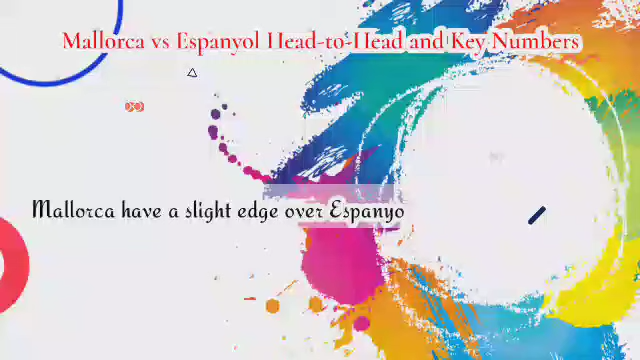 Mallorca vs Espanyol Head-to-Head and Key Numbers
Mallorca have a slight edge over Espanyo